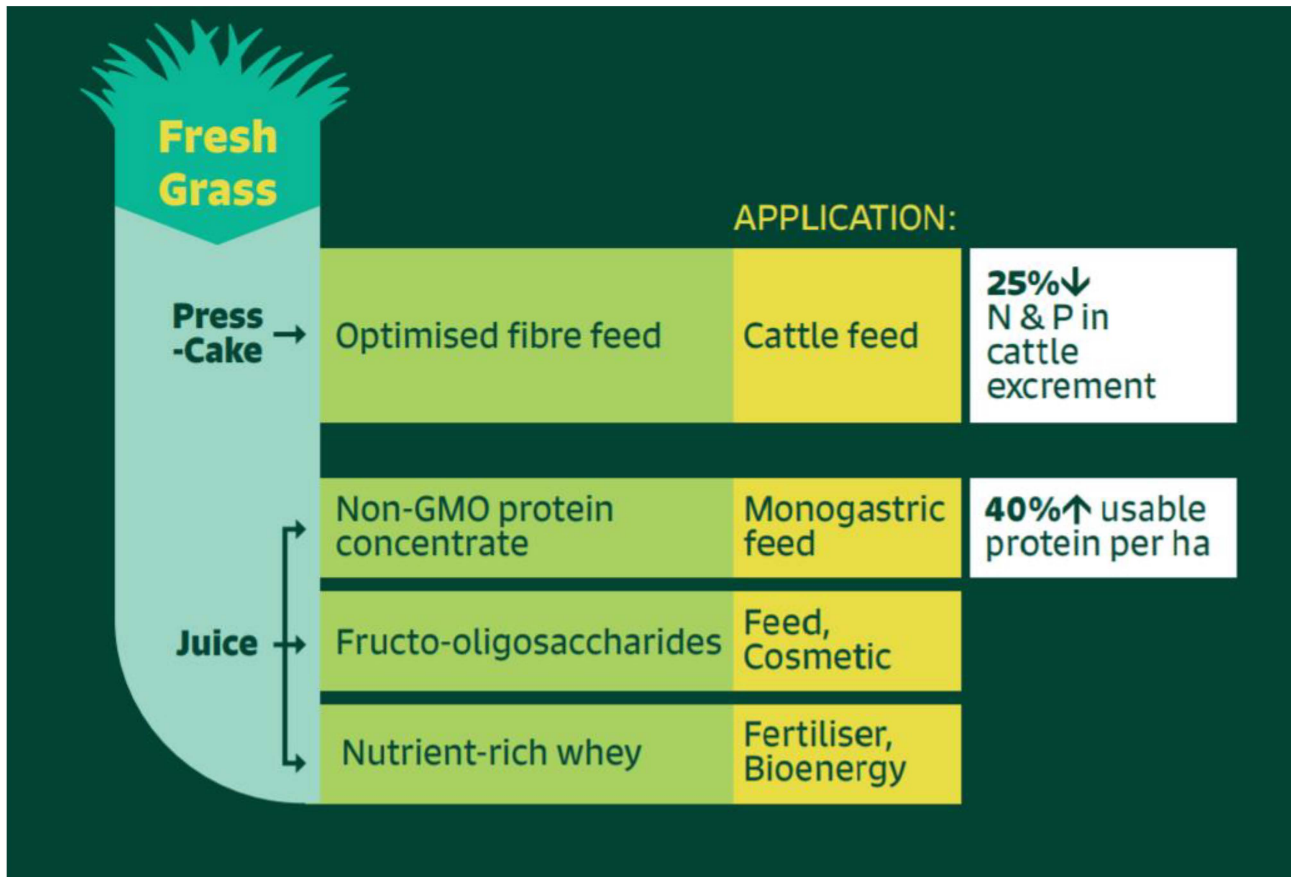 Fresh
Grass
APPLICATION:
Press
-Cake
Optimised fibre feed
Cattle feed
25%↓
N & P in
cattle
excrement
Juice
Non-GMO protein
concentrate
Monogastric
feed
40%↑ usable
protein per ha
Fructo-oligosaccharides
Feed,
Cosmetic
Nutrient-rich whey
Fertiliser,
Bioenergy